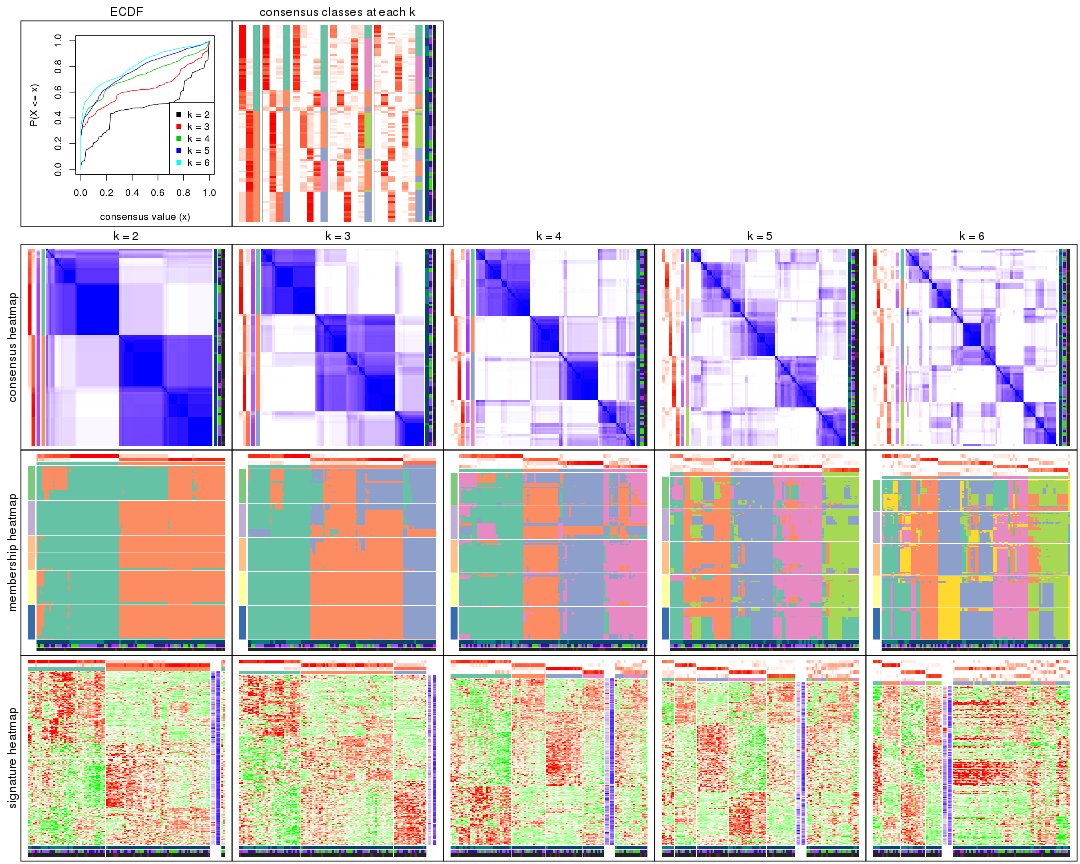 ECDF
consensus classes at each k
P(X <= x)
0.0 0.2 0.4 0.6 0.8 1.0
k = 2
k = 3
k = 4
k = 5
k = 6
0.0 0.2 0.4 0.6 0.8 1.0
consensus value (x)
k = 2
k = 3
k = 4
k = 5
k = 6
consensus heatmap
membership heatmap
signature heatmap